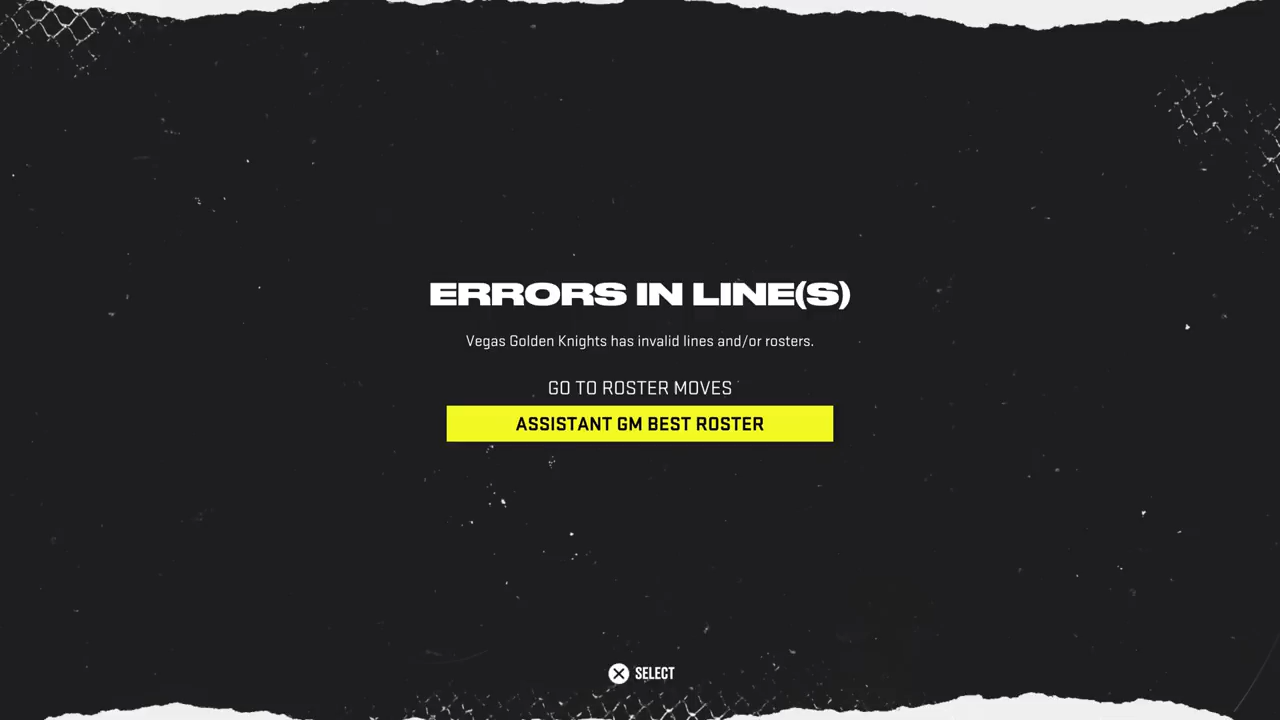 ERRORS IN LINE(S)
Vegas Golden Knights has invalid lines and/or rosters.
GO TO ROSTER MOVES
ASSISTANT GM BEST ROSTER
SELECT